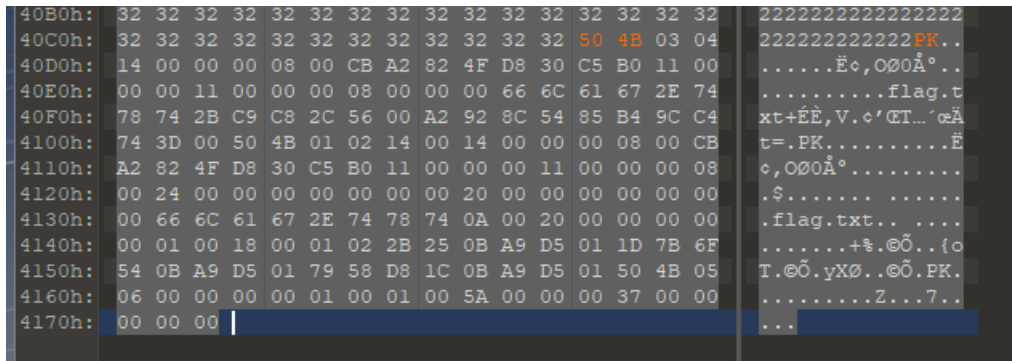 40B0h: 32 32 32 32 32 32 32 32 32 32 32 32 32 32 32 32 2222222222222222
40C0h: 32 32 32 32 32 32 32 32 32 32 32 32 50 4B 03 04 222222222222PK..
40D0h: 14 00 00 00 08 00 CB A2 82 4F D8 30 C5 B0 11 00 ......Ë¢‚OØ0Å°..
40E0h: 00 00 11 00 00 00 08 00 00 00 66 6C 61 67 2E 74 ..........flag.t
40F0h: 78 74 2B C9 C8 2C 56 00 A2 92 8C 54 85 B4 9C C4 xt+ÉÈ,V.¢’ŒT…´œÄ
4100h: 74 3D 00 50 4B 01 02 14 00 14 00 00 00 08 00 CB t=.PK..........Ë
4110h: A2 82 4F D8 30 C5 B0 11 00 00 00 11 00 00 00 08 ¢‚OØ0Å°.........
4120h: 00 24 00 00 00 00 00 00 00 20 00 00 00 00 00 00 .$....... ......
4130h: 00 66 6C 61 67 2E 74 78 74 0A 00 20 00 00 00 00 .flag.txt.. ....
4140h: 00 01 00 18 00 01 02 2B 25 0B A9 D5 01 1D 7B 6F .......+%.©Õ..{o
4150h: 54 0B A9 D5 01 79 58 D8 1C 0B A9 D5 01 50 4B 05 T.©Õ.yXØ..©Õ.PK.
4160h: 06 00 00 00 00 01 00 01 00 5A 00 00 00 37 00 00 .........Z...7..
4170h: 00 00 00 ...